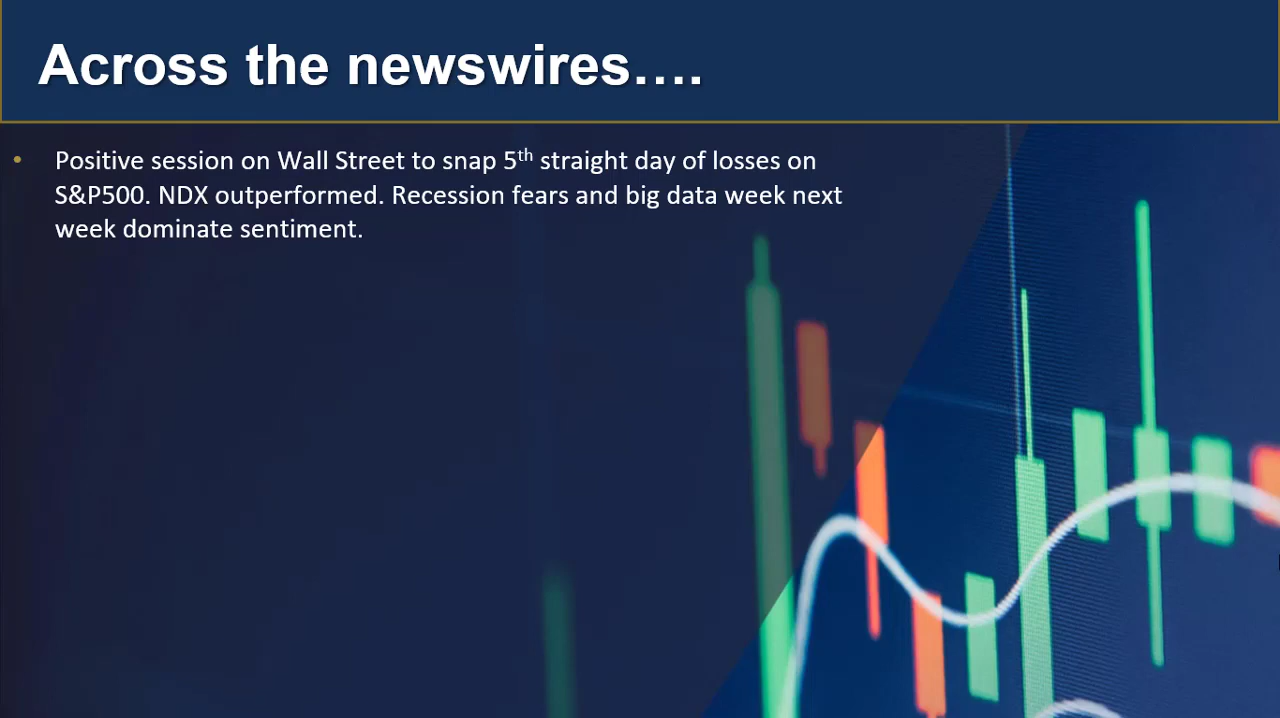 Across the newswires….
• Positive session on Wall Street to snap 5th straight day of losses on
S&P500. NDX outperformed. Recession fears and big data week next
week dominate sentiment.